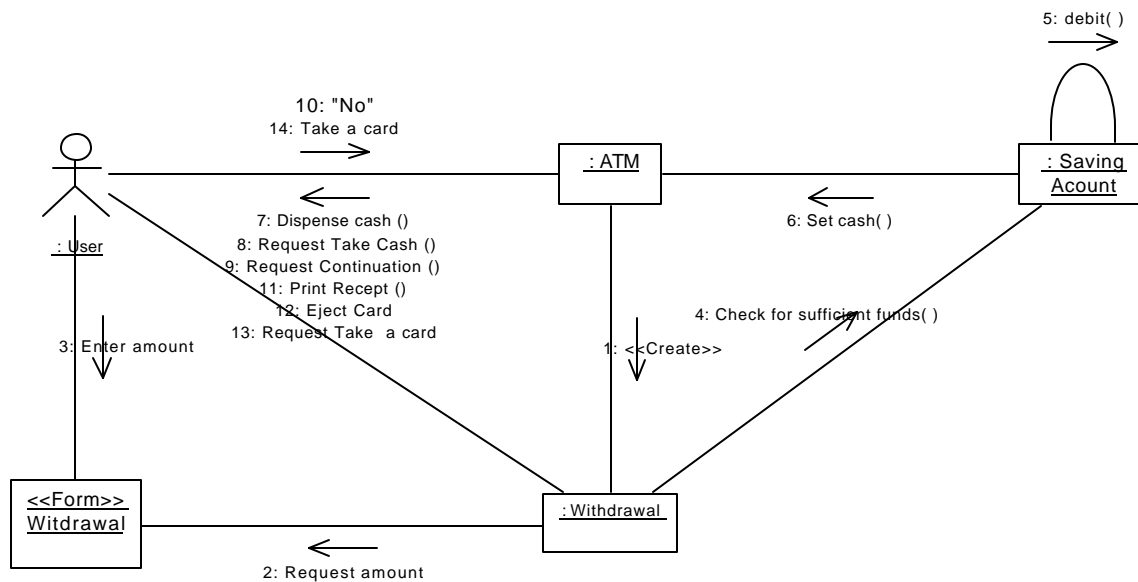 5: debit( )
10: "No"
14: Take a card
: ATM
: Saving
Acount
7: Dispense cash ()
8: Request Take Cash ()
9: Request Continuation ()
11: Print Recept ()
12: Eject Card
13: Request Take  a card
6: Set cash( )
: User
4: Check for sufficient funds( )
3: Enter amount
1: <<Create>>
<<Form>>
Witdrawal
: Withdrawal
2: Request amount